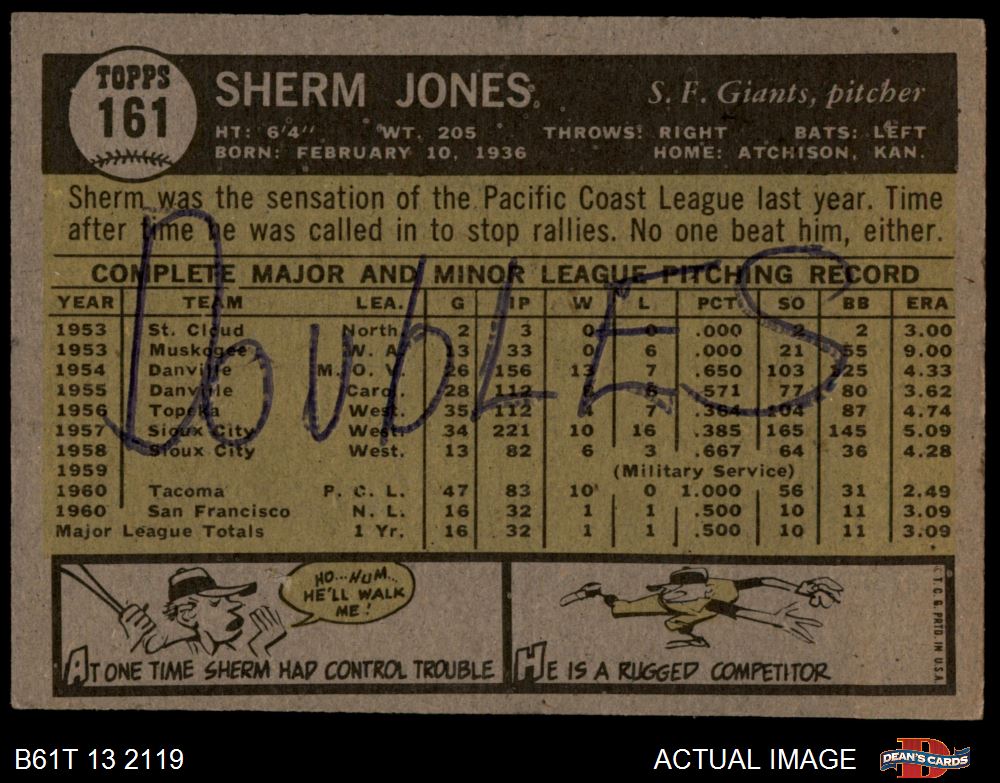 TOPPS
161
SHERM JONES
S. F. Giants, pitcher
HT: 6'4" WT. 205 THROWS: RIGHT BATS: LEFT
BORN: FEBRUARY 10, 1936 HOME: ATCHISON, KAN.
Sherm was the sensation of the Pacific Coast League last year. Time
after time he was called in to stop rallies. No one beat him, either.
COMPLETE MAJOR AND MINOR LEAGUE PITCHING RECORD
YEAR TEAM LEA. G IP W L PCT SO BB ERA
1953 St. Cloud North. 2 3 0 0 .000 2 2 3.00
1953 Muskogee W. A. 13 33 0 6 .000 21 55 9.00
1954 Danville M. O. V. 26 156 13 7 .650 103 125 4.33
1955 Danville Caro. 28 112 8 6 .571 77 80 3.62
1956 Topeka West. 35 112 4 7 .364 104 87 4.74
1957 Sioux City West. 34 221 10 16 .385 165 145 5.09
1958 Sioux City West. 13 82 6 3 .667 64 36 4.28
1959 (Military Service)
1960 Tacoma P. C. L. 47 83 10 0 1.000 56 31 2.49
1960 San Francisco N. L. 16 32 1 1 .500 10 11 3.09
Major League Totals 1 Yr. 16 32 1 1 .500 10 11 3.09
DoubLES
HO...HUM...
HE'LL WALK
ME!
AT ONE TIME SHERM HAD CONTROL TROUBLE
HE IS A RUGGED COMPETITOR
T. C. G. PRTD. IN U.S.A.
B61T 13 2119
ACTUAL IMAGE
DEAN'S CARDS